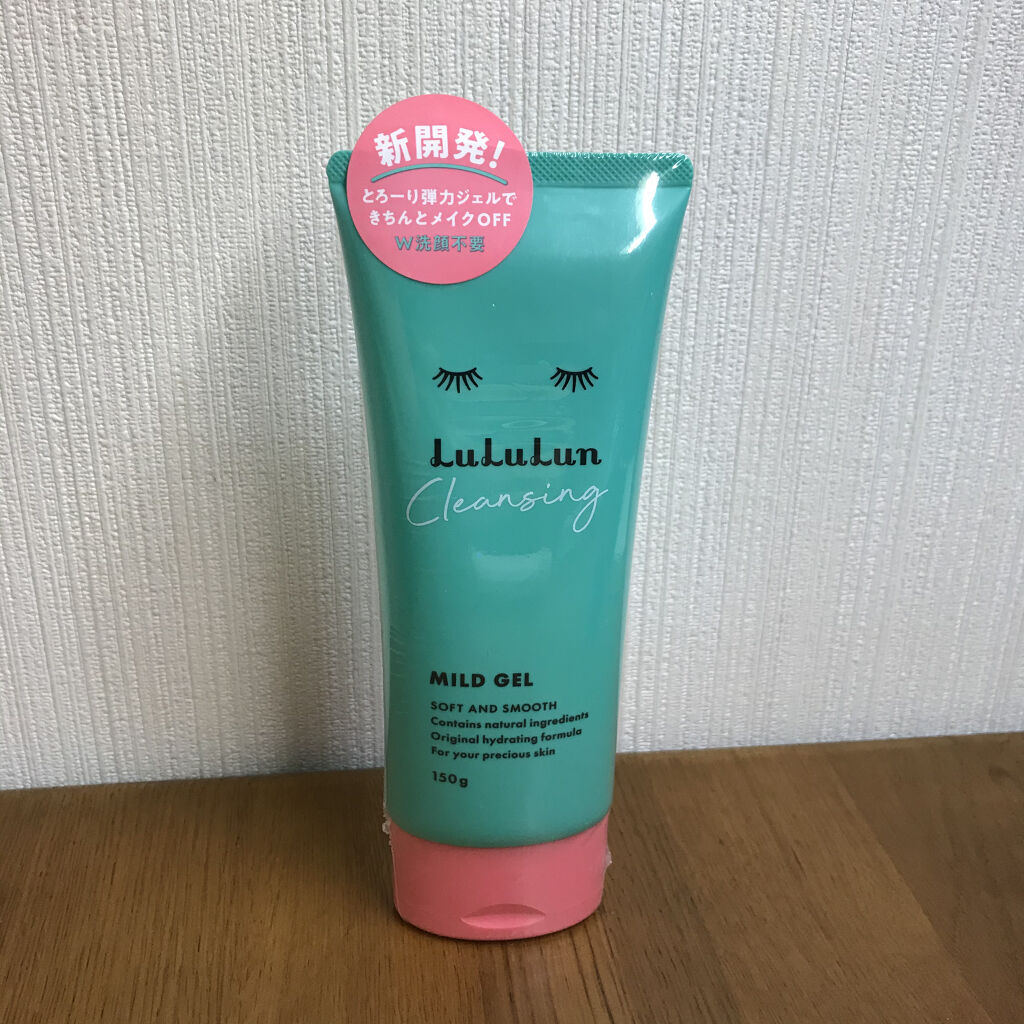 新開発!
とろーり弾力ジェルで
きちんとメイクOFF
W洗顔不要
LuLuLun
Cleansing
MILD GEL
SOFT AND SMOOTH
Contains natural ingredients
Original hydrating formula
For your precious skin
150g